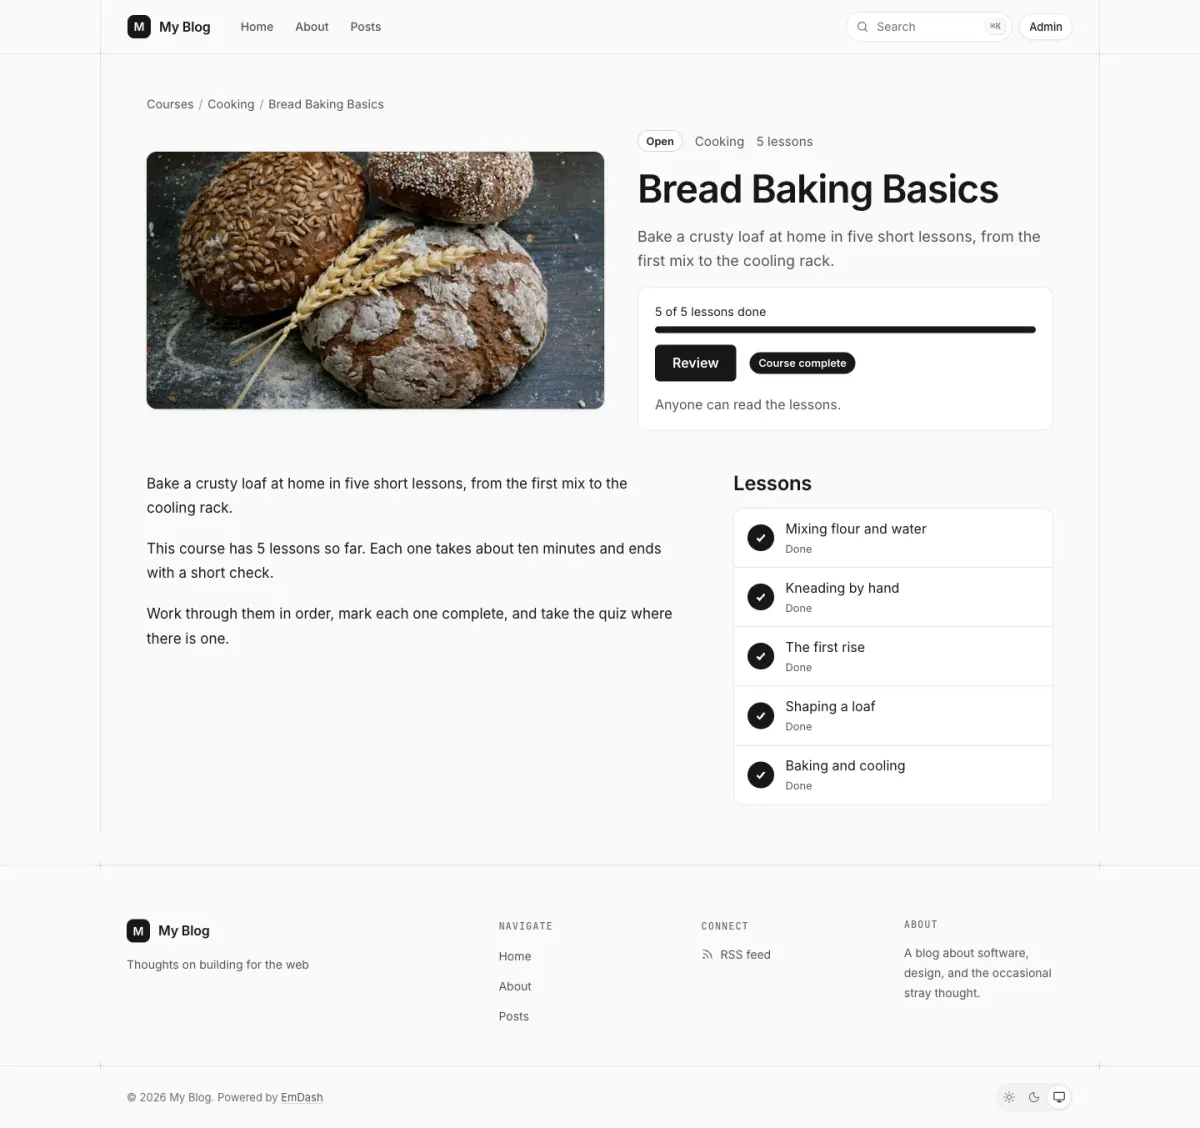 M My Blog Home About Posts Search ⌘K Admin
Courses / Cooking / Bread Baking Basics
Open Cooking 5 lessons
Bread Baking Basics
Bake a crusty loaf at home in five short lessons, from the
first mix to the cooling rack.
5 of 5 lessons done
Review Course complete
Anyone can read the lessons.
Bake a crusty loaf at home in five short lessons, from the first mix to the
cooling rack.
This course has 5 lessons so far. Each one takes about ten minutes and ends
with a short check.
Work through them in order, mark each one complete, and take the quiz where
there is one.
Lessons
Mixing flour and water
Done
Kneading by hand
Done
The first rise
Done
Shaping a loaf
Done
Baking and cooling
Done
M My Blog
Thoughts on building for the web
NAVIGATE
Home
About
Posts
CONNECT
RSS feed
ABOUT
A blog about software,
design, and the occasional
stray thought.
© 2026 My Blog. Powered by EmDash